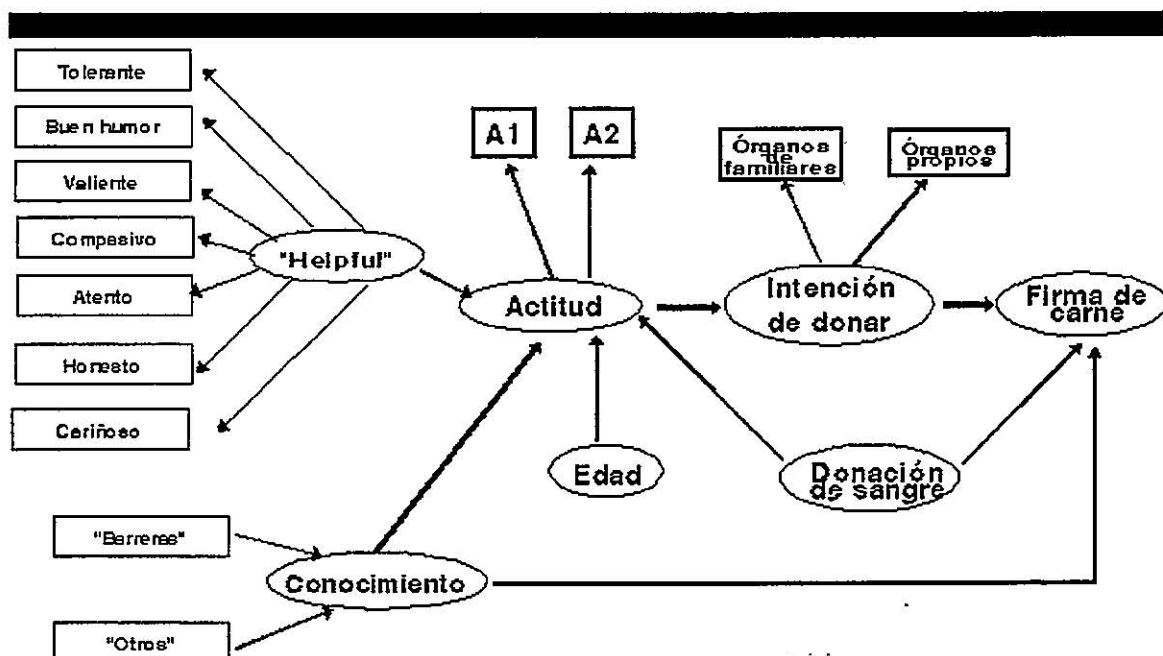 Tolerante
Buen humor
Valiente
Compasivo
Atento
Honesto
Cariñoso
"Helpful"
A1
A2
Actitud
Órganos
de
familiares
Órganos
propios
Intención
de donar
Firma de
carne
Edad
Donación
de sangre
"Barreras"
"Otros"
Conocimiento